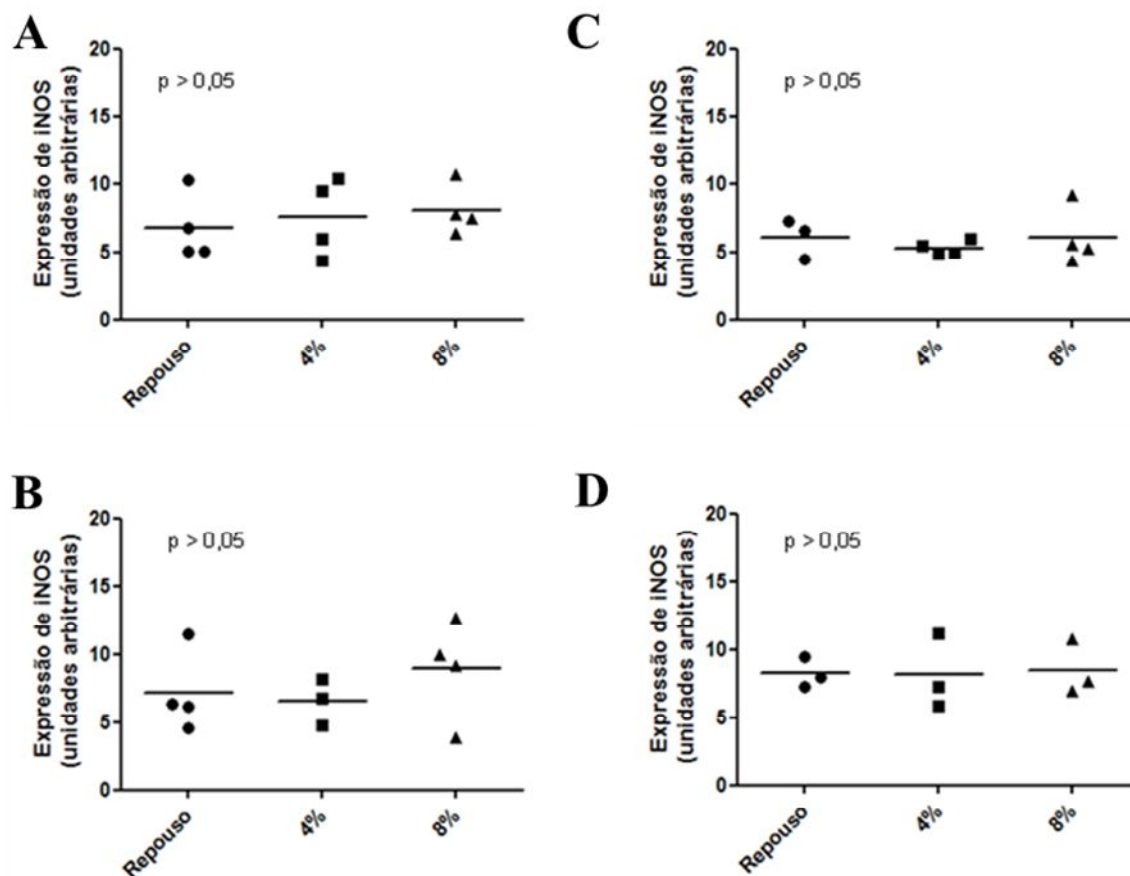 A
Expressão de iNOS
(unidades arbitrárias)
20
15
10
5
0
p > 0,05
Repouso
4%
8%
C
Expressão de iNOS
(unidades arbitrárias)
20
15
10
5
0
p > 0,05
Repouso
4%
8%
B
Expressão de iNOS
(unidades arbitrárias)
20
15
10
5
0
p > 0,05
Repouso
4%
8%
D
Expressão de iNOS
(unidades arbitrárias)
20
15
10
5
0
p > 0,05
Repouso
4%
8%